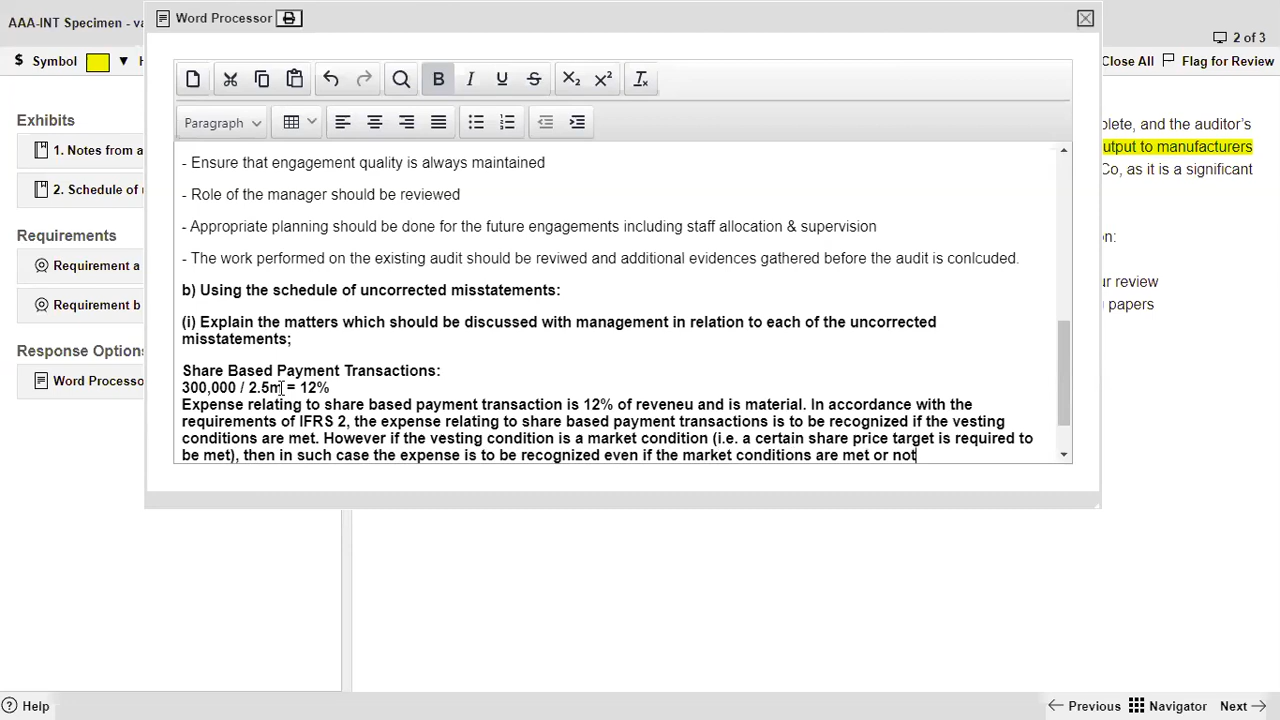 AAA-INT Specimen - va
Word Processor
2 of 3
$ Symbol
Close All
Flag for Review
Paragraph
Exhibits
1. Notes from a
2. Schedule of
Requirements
Requirement a
Requirement b
Response Option
Word Processo
- Ensure that engagement quality is always maintained
- Role of the manager should be reviewed
- Appropriate planning should be done for the future engagements including staff allocation & supervision
- The work performed on the existing audit should be reviwed and additional evidences gathered before the audit is conlcuded.
b) Using the schedule of uncorrected misstatements:
(i) Explain the matters which should be discussed with management in relation to each of the uncorrected
misstatements;
Share Based Payment Transactions:
300,000 / 2.5m = 12%
Expense relating to share based payment transaction is 12% of reveneu and is material. In accordance with the
requirements of IFRS 2, the expense relating to share based payment transactions is to be recognized if the vesting
conditions are met. However if the vesting condition is a market condition (i.e. a certain share price target is required to
be met), then in such case the expense is to be recognized even if the market conditions are met or not
plete, and the auditor's
utput to manufacturers
Co, as it is a significant
on:
ur review
papers
Help
Previous
Navigator
Next